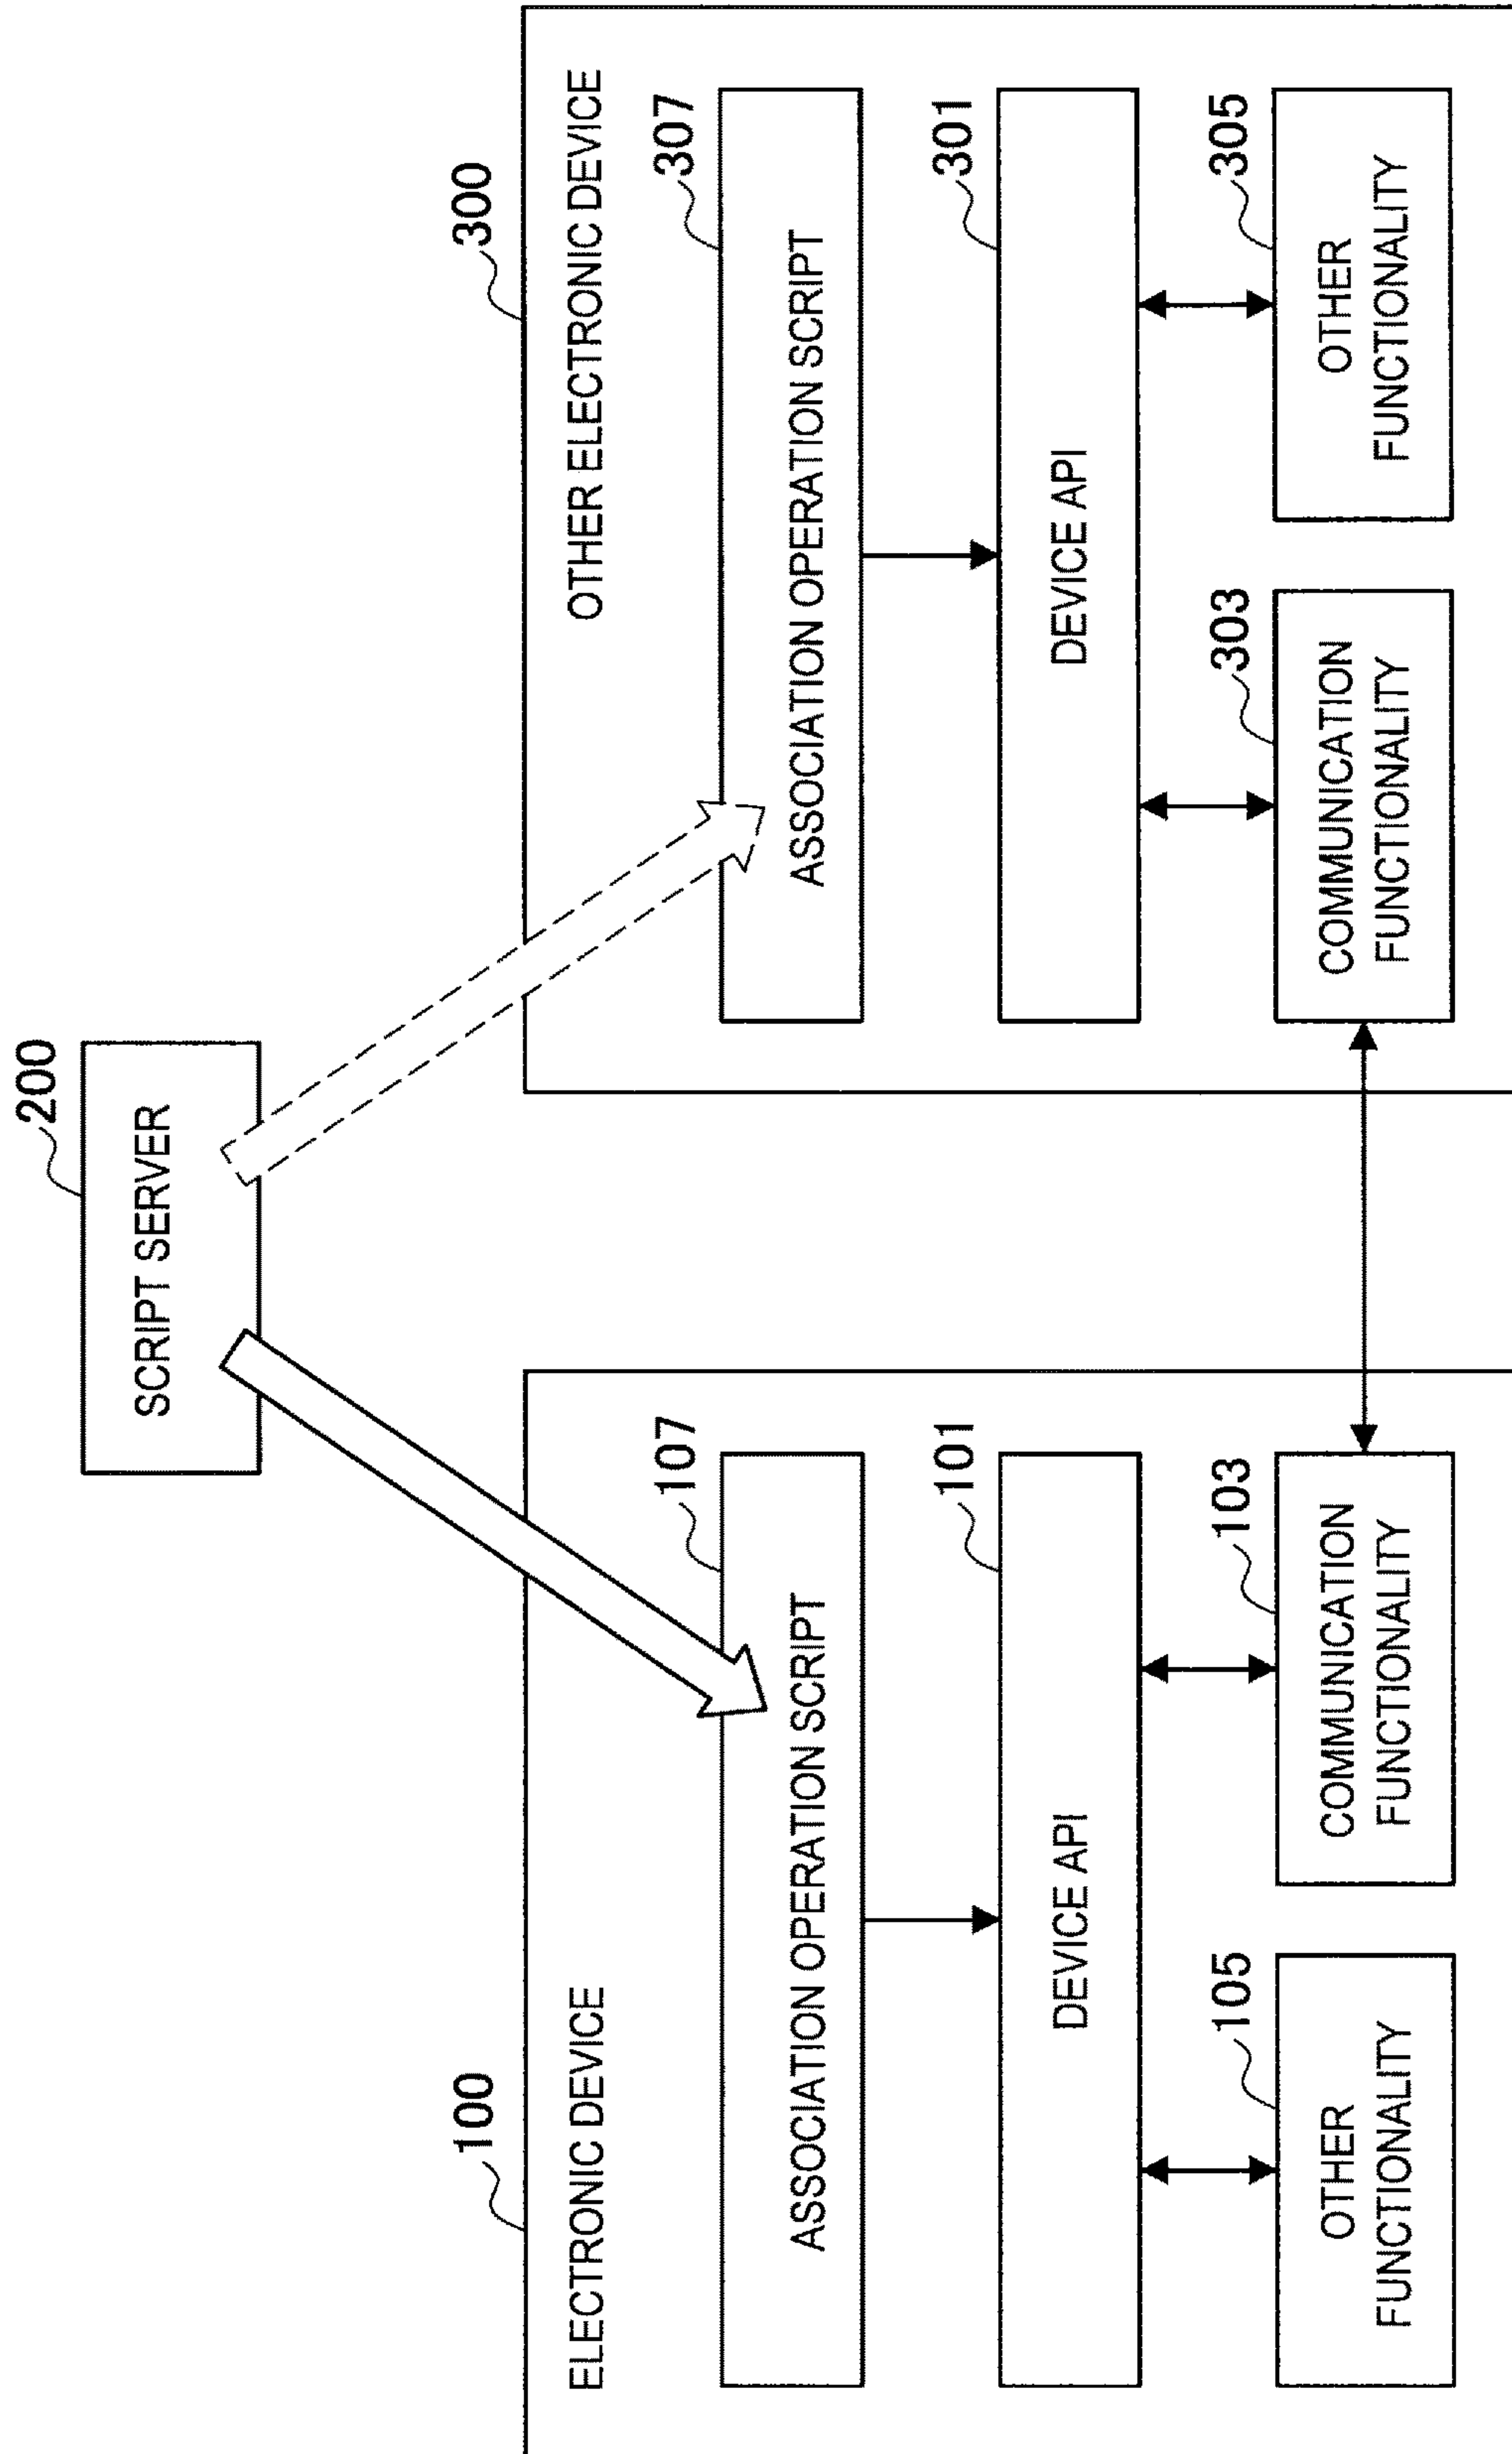 200
SCRIPT SERVER
100
ELECTRONIC DEVICE
107
ASSOCIATION OPERATION SCRIPT
101
DEVICE API
105
OTHER
FUNCTIONALITY
103
COMMUNICATION
FUNCTIONALITY
300
OTHER ELECTRONIC DEVICE
307
ASSOCIATION OPERATION SCRIPT
301
DEVICE API
303
COMMUNICATION
FUNCTIONALITY
305
OTHER
FUNCTIONALITY